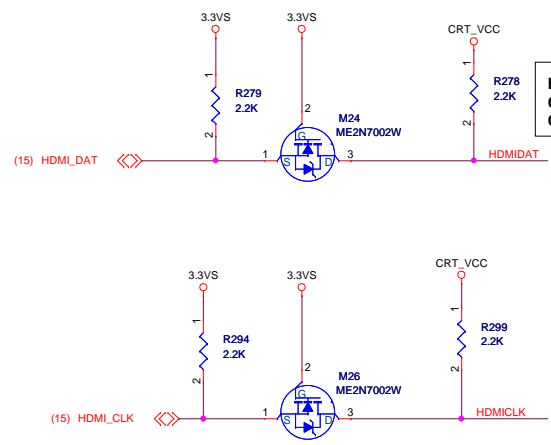 3.3VS
3.3VS
CRT_VCC
1
R279
2.2K
2
2
M24
ME2N7002W
G
S
D
1
3
1
R278
2.2K
2
(15) HDMI_DAT
HDMIDAT
3.3VS
3.3VS
CRT_VCC
1
R294
2.2K
2
2
M26
ME2N7002W
G
S
D
1
3
1
R299
2.2K
2
(15) HDMI_CLK
HDMICLK